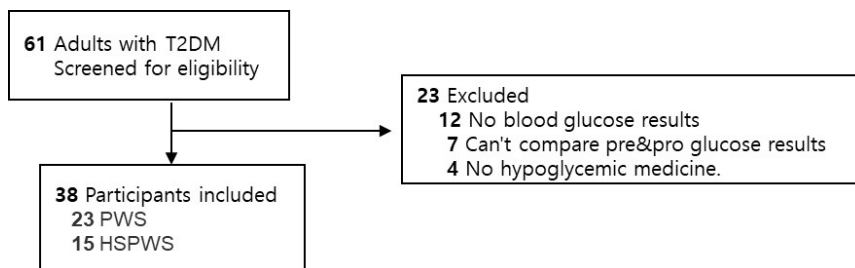 61 Adults with T2DM
Screened for eligibility
23 Excluded
12 No blood glucose results
7 Can't compare pre&pro glucose results
4 No hypoglycemic medicine.
38 Participants included
23 PWS
15 HSPWS